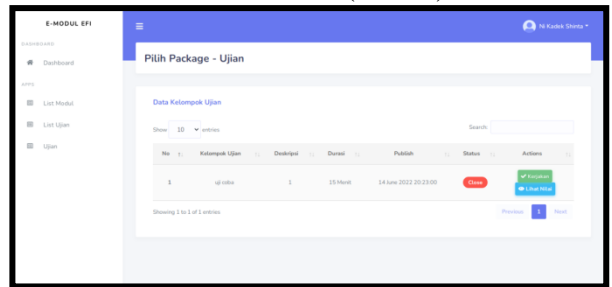 E-MODUL EFI
Ni Kadek Shinta
DASHBOARD
Dashboard
Pilih Package - Ujian
APPS
List Modul
List Ujian
Ujian
Data Kelompok Ujian
Show 10 entries
Search:
No Kelompok Ujian Deskripsi Durasi Publish Status Actions
1 uji coba 1 15 Menit 14 June 2022 20:23:00 Close Kerjakan
Lihat Nilai
Showing 1 to 1 of 1 entries
Previous 1 Next